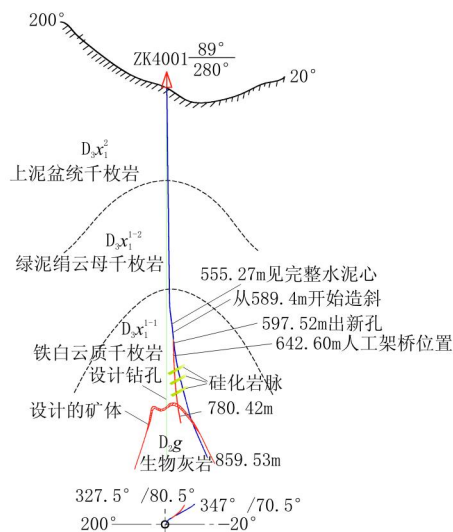 200°
ZK4001 89°
280°
20°
D₃x₁²
上泥盆统千枚岩
D₃x₁¹⁻²
绿泥绢云母千枚岩
555.27m见完整水泥心
从589.4m开始造斜
597.52m出新孔
D₃x₁¹⁻¹
642.60m人工架桥位置
铁白云质千枚岩
设计钻孔
硅化岩脉
设计的矿体
780.42m
D₂g
生物灰岩
859.53m
327.5° /80.5°
347° /70.5°
200°
20°